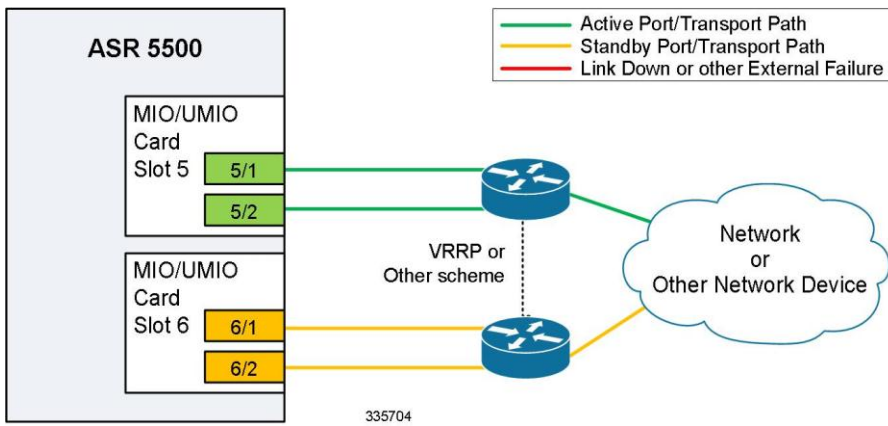 ASR 5500
Active Port/Transport Path
Standby Port/Transport Path
Link Down or other External Failure
MIO/UMIO
Card
Slot 5
5/1
5/2
VRRP or
Other scheme
Network
or
Other Network Device
MIO/UMIO
Card
Slot 6
6/1
6/2
335704